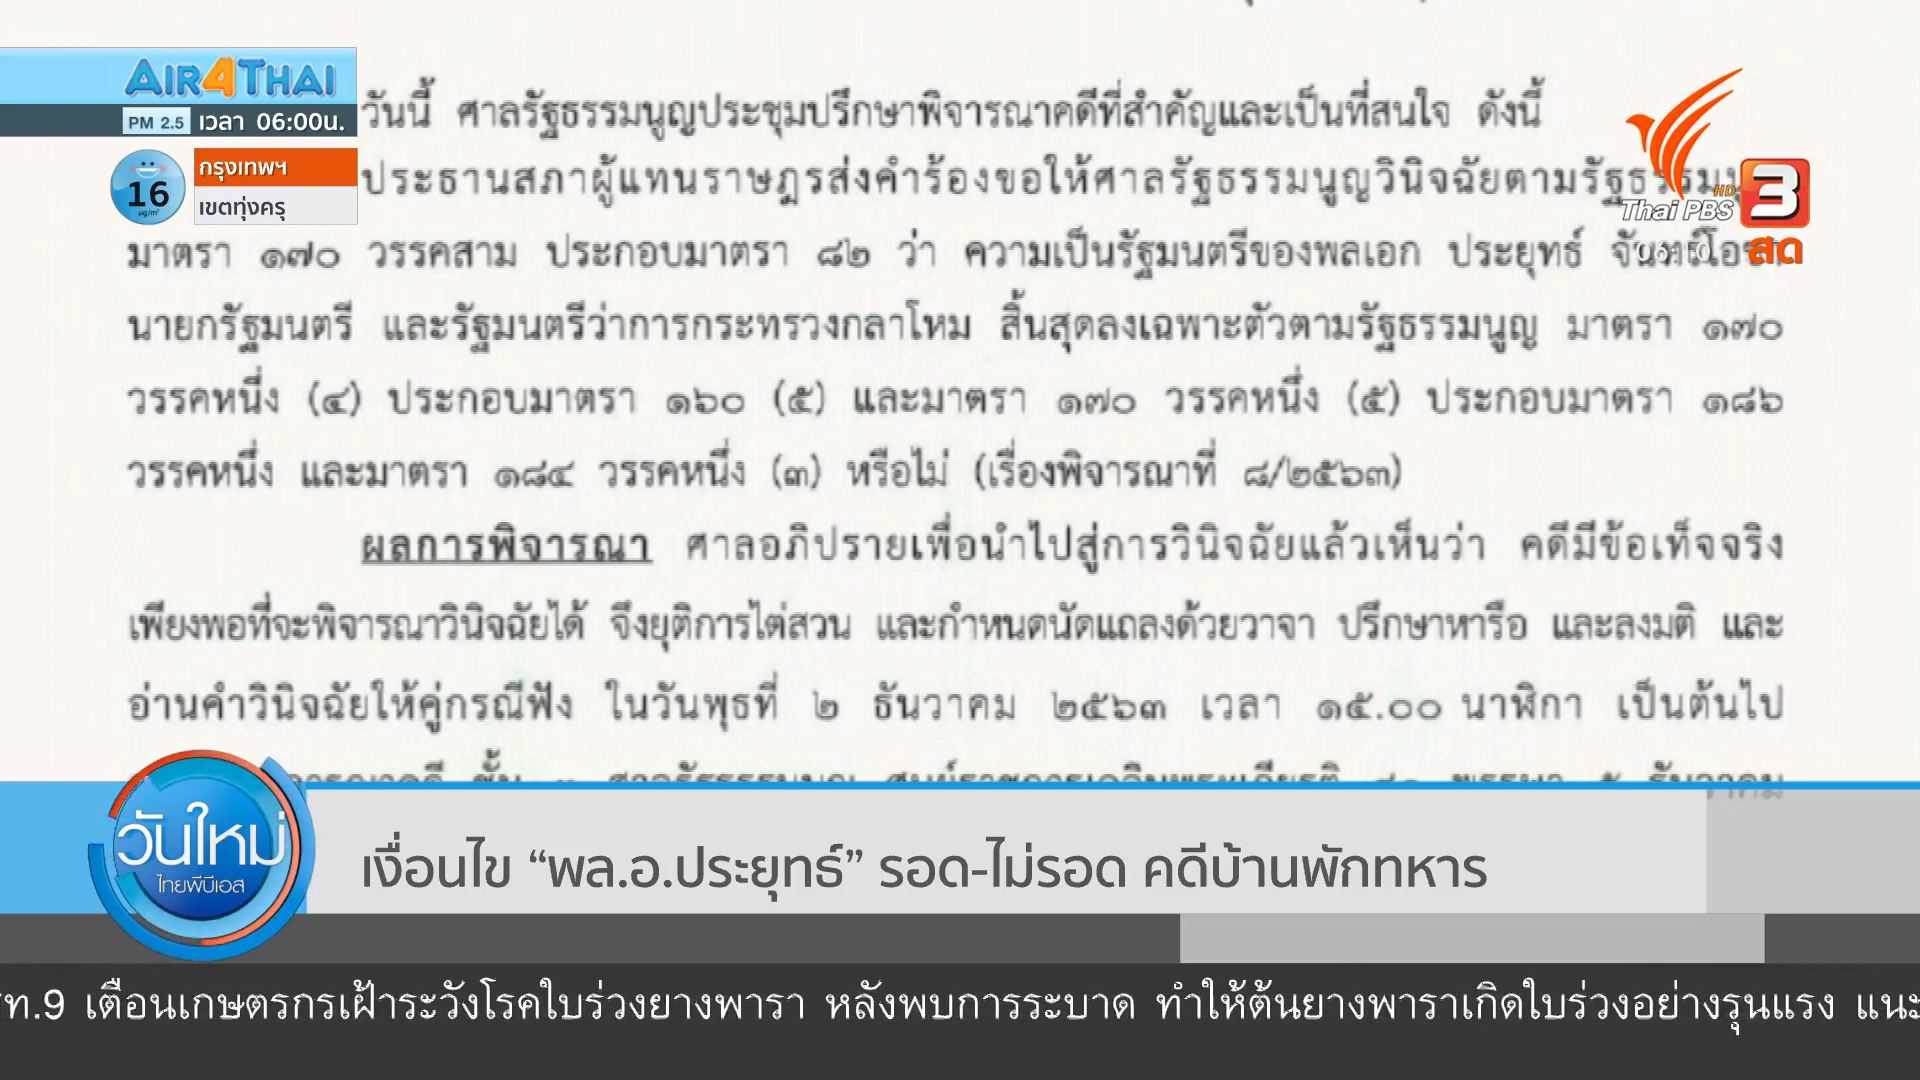 AIR4THAI
PM 2.5 เวลา 06:00น.
16
ug/m³
กรุงเทพฯ
เขตทุ่งครุ
Thai PBS
HD
3
06:10
สด
วันนี้ ศาลรัฐธรรมนูญประชุมปรึกษาพิจารณาคดีที่สำคัญและเป็นที่สนใจ ดังนี้
ประธานสภาผู้แทนราษฎรส่งคำร้องขอให้ศาลรัฐธรรมนูญวินิจฉัยตามรัฐธรรมนูญ
มาตรา ๑๗๐ วรรคสาม ประกอบมาตรา ๘๒ ว่า ความเป็นรัฐมนตรีของพลเอก ประยุทธ์ จันทร์โอชา
นายกรัฐมนตรี และรัฐมนตรีว่าการกระทรวงกลาโหม สิ้นสุดลงเฉพาะตัวตามรัฐธรรมนูญ มาตรา ๑๗๐
วรรคหนึ่ง (๔) ประกอบมาตรา ๑๖๐ (๕) และมาตรา ๑๗๐ วรรคหนึ่ง (๕) ประกอบมาตรา ๑๘๖
วรรคหนึ่ง และมาตรา ๑๘๔ วรรคหนึ่ง (๓) หรือไม่ (เรื่องพิจารณาที่ ๘/๒๕๖๓)
ผลการพิจารณา ศาลอภิปรายเพื่อนำไปสู่การวินิจฉัยแล้วเห็นว่า คดีมีข้อเท็จจริง
เพียงพอที่จะพิจารณาวินิจฉัยได้ จึงยุติการไต่สวน และกำหนดนัดแถลงด้วยวาจา ปรึกษาหารือ และลงมติ และ
อ่านคำวินิจฉัยให้คู่กรณีฟัง ในวันพุธที่ ๒ ธันวาคม ๒๕๖๓ เวลา ๑๕.๐๐ นาฬิกา เป็นต้นไป
วันใหม่
ไทยพีบีเอส
เงื่อนไข “พล.อ.ประยุทธ์” รอด-ไม่รอด คดีบ้านพักทหาร
ท.9 เตือนเกษตรกรเฝ้าระวังโรคใบร่วงยางพารา หลังพบการระบาด ทำให้ต้นยางพาราเกิดใบร่วงอย่างรุนแรง แนะ